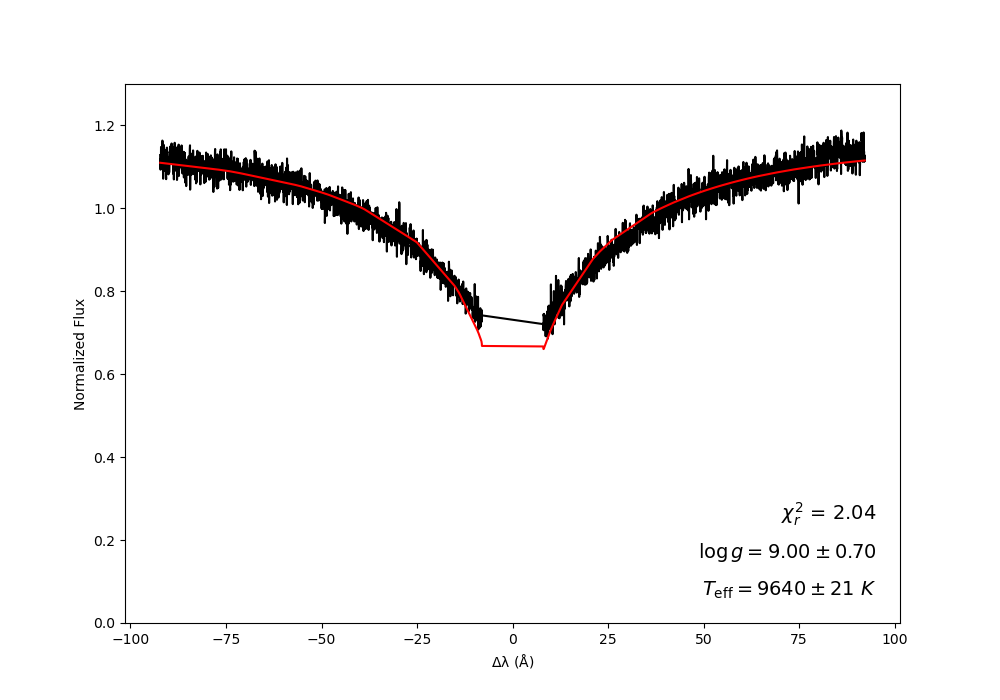 1.2
1.0
0.8
0.6
0.4
0.2
0.0
Normalized Flux
χ²ᵣ = 2.04
log g = 9.00 ± 0.70
T_eff = 9640 ± 21 K
−100 −75 −50 −25 0 25 50 75 100
Δλ (Å)